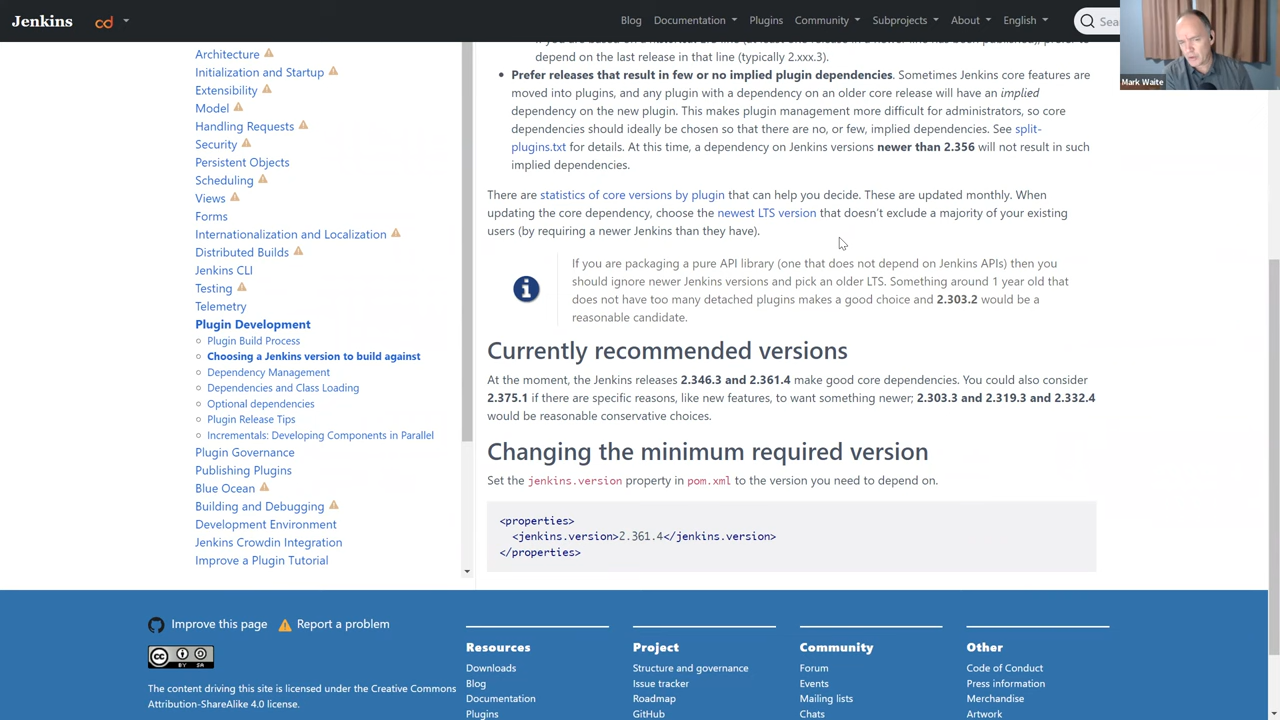 Jenkins
cd
Blog Documentation Plugins Community Subprojects About English
Sea
Mark Waite
Architecture
Initialization and Startup
Extensibility
Model
Handling Requests
Security
Persistent Objects
Scheduling
Views
Forms
Internationalization and Localization
Distributed Builds
Jenkins CLI
Testing
Telemetry
Plugin Development
Plugin Build Process
Choosing a Jenkins version to build against
Dependency Management
Dependencies and Class Loading
Optional dependencies
Plugin Release Tips
Incrementals: Developing Components in Parallel
Plugin Governance
Publishing Plugins
Blue Ocean
Building and Debugging
Development Environment
Jenkins Crowdin Integration
Improve a Plugin Tutorial
depend on the last release in that line (typically 2.xxx.3).
Prefer releases that result in few or no implied plugin dependencies. Sometimes Jenkins core features are
moved into plugins, and any plugin with a dependency on an older core release will have an implied
dependency on the new plugin. This makes plugin management more difficult for administrators, so core
dependencies should ideally be chosen so that there are no, or few, implied dependencies. See split-
plugins.txt for details. At this time, a dependency on Jenkins versions newer than 2.356 will not result in such
implied dependencies.
There are statistics of core versions by plugin that can help you decide. These are updated monthly. When
updating the core dependency, choose the newest LTS version that doesn't exclude a majority of your existing
users (by requiring a newer Jenkins than they have).
If you are packaging a pure API library (one that does not depend on Jenkins APIs) then you
should ignore newer Jenkins versions and pick an older LTS. Something around 1 year old that
does not have too many detached plugins makes a good choice and 2.303.2 would be a
reasonable candidate.
Currently recommended versions
At the moment, the Jenkins releases 2.346.3 and 2.361.4 make good core dependencies. You could also consider
2.375.1 if there are specific reasons, like new features, to want something newer; 2.303.3 and 2.319.3 and 2.332.4
would be reasonable conservative choices.
Changing the minimum required version
Set the jenkins.version property in pom.xml to the version you need to depend on.
<properties>
<jenkins.version>2.361.4</jenkins.version>
</properties>
Improve this page Report a problem
cc BY SA
The content driving this site is licensed under the Creative Commons
Attribution-ShareAlike 4.0 license.
Resources
Downloads
Blog
Documentation
Plugins
Project
Structure and governance
Issue tracker
Roadmap
GitHub
Community
Forum
Events
Mailing lists
Chats
Other
Code of Conduct
Press information
Merchandise
Artwork